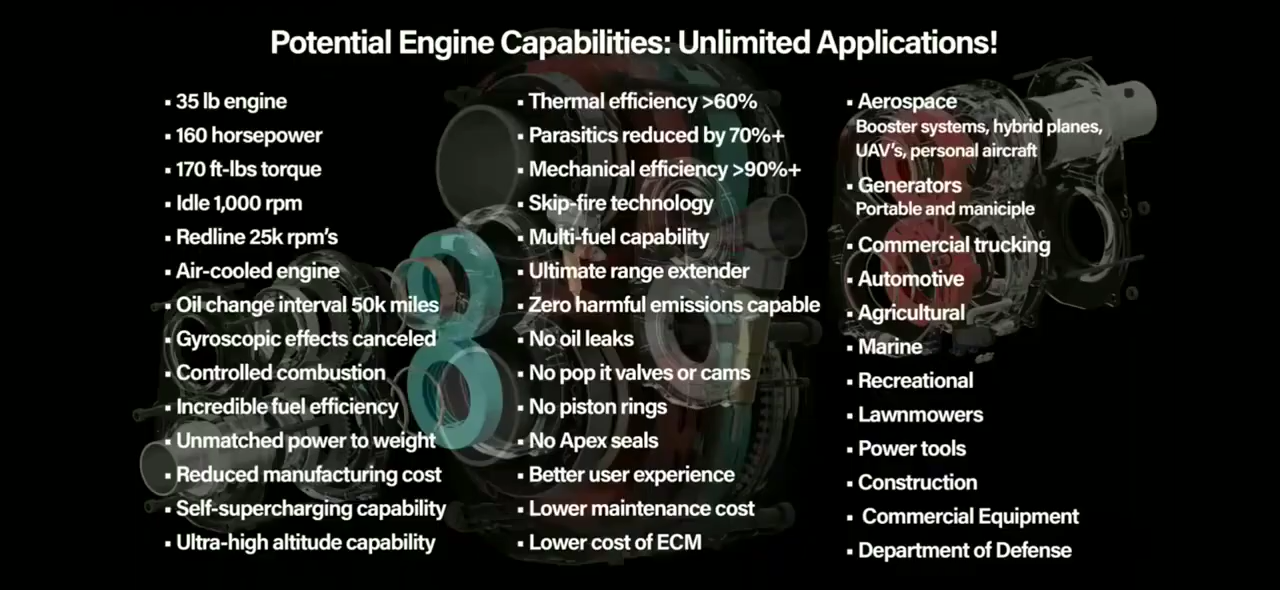 Potential Engine Capabilities: Unlimited Applications!
▪ 35 lb engine
▪ 160 horsepower
▪ 170 ft-lbs torque
▪ Idle 1,000 rpm
▪ Redline 25k rpm's
▪ Air-cooled engine
▪ Oil change interval 50k miles
▪ Gyroscopic effects canceled
▪ Controlled combustion
▪ Incredible fuel efficiency
▪ Unmatched power to weight
▪ Reduced manufacturing cost
▪ Self-supercharging capability
▪ Ultra-high altitude capability
▪ Thermal efficiency >60%
▪ Parasitics reduced by 70%+
▪ Mechanical efficiency >90%+
▪ Skip-fire technology
▪ Multi-fuel capability
▪ Ultimate range extender
▪ Zero harmful emissions capable
▪ No oil leaks
▪ No pop it valves or cams
▪ No piston rings
▪ No Apex seals
▪ Better user experience
▪ Lower maintenance cost
▪ Lower cost of ECM
▪ Aerospace
Booster systems, hybrid planes,
UAV's, personal aircraft
▪ Generators
Portable and maniciple
▪ Commercial trucking
▪ Automotive
▪ Agricultural
▪ Marine
▪ Recreational
▪ Lawnmowers
▪ Power tools
▪ Construction
▪ Commercial Equipment
▪ Department of Defense